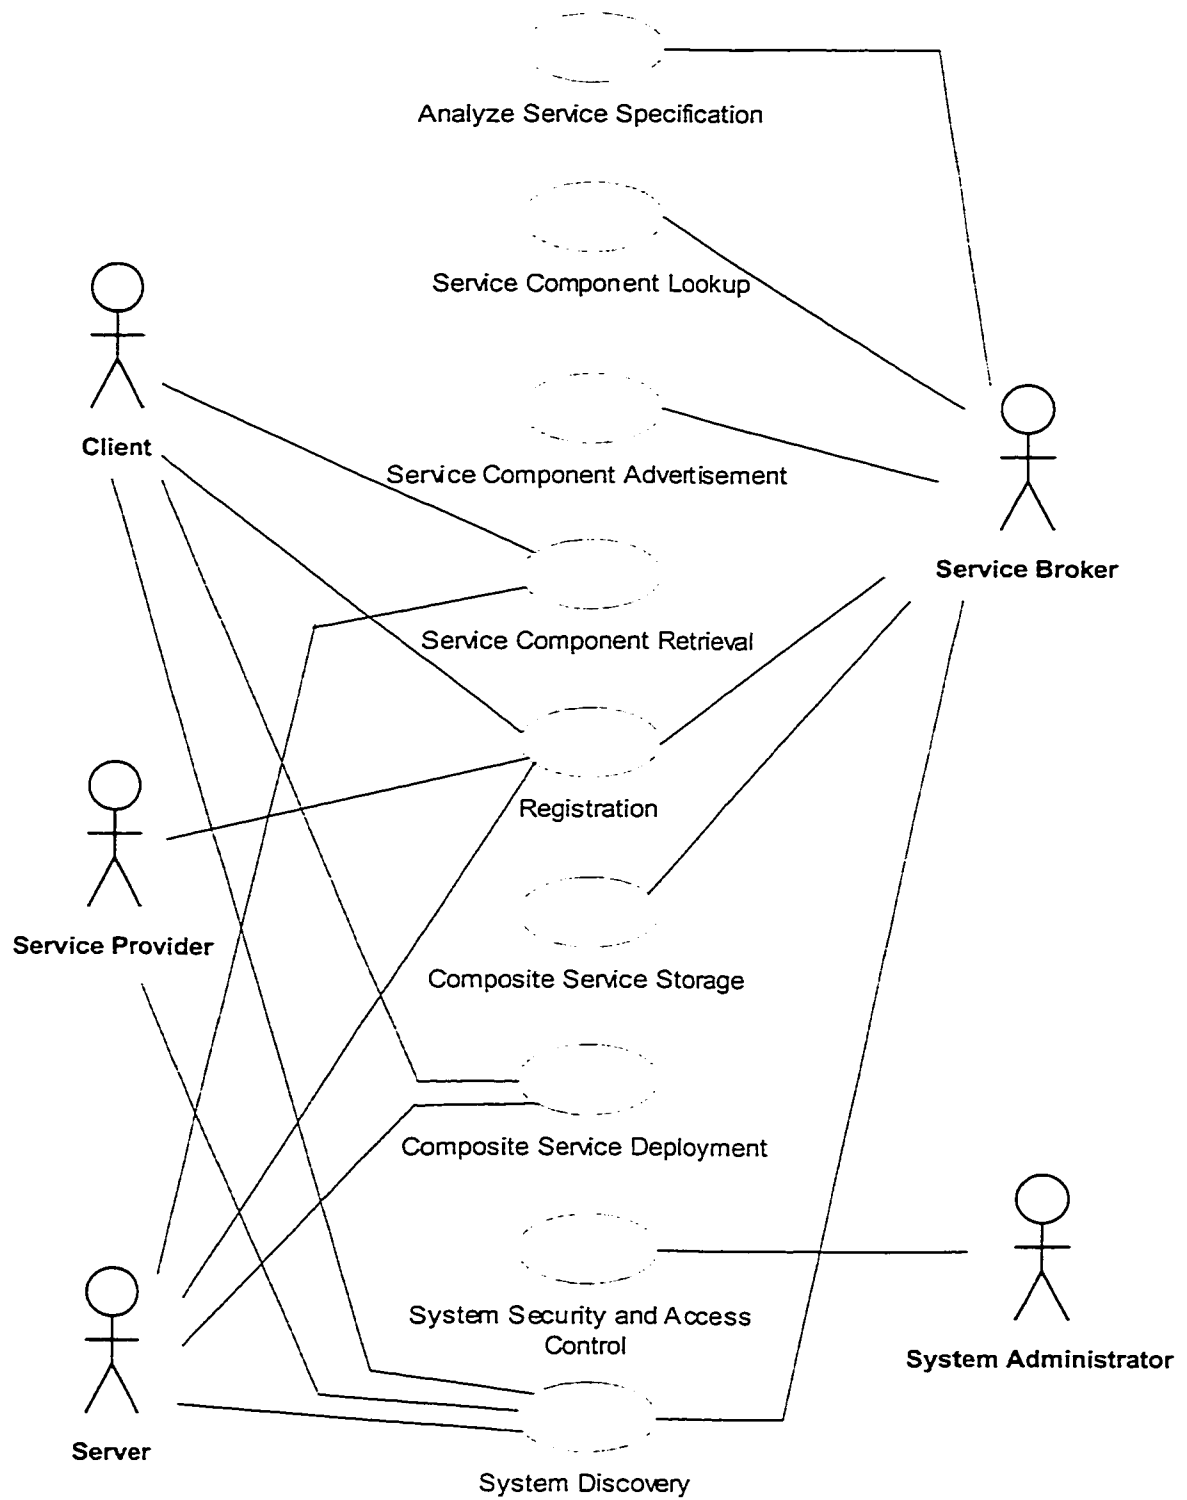 Analyze Service Specification
Service Component Lookup
Client
Service Component Advertisement
Service Broker
Service Component Retrieval
Registration
Service Provider
Composite Service Storage
Composite Service Deployment
System Security and Access
Control
System Administrator
Server
System Discovery